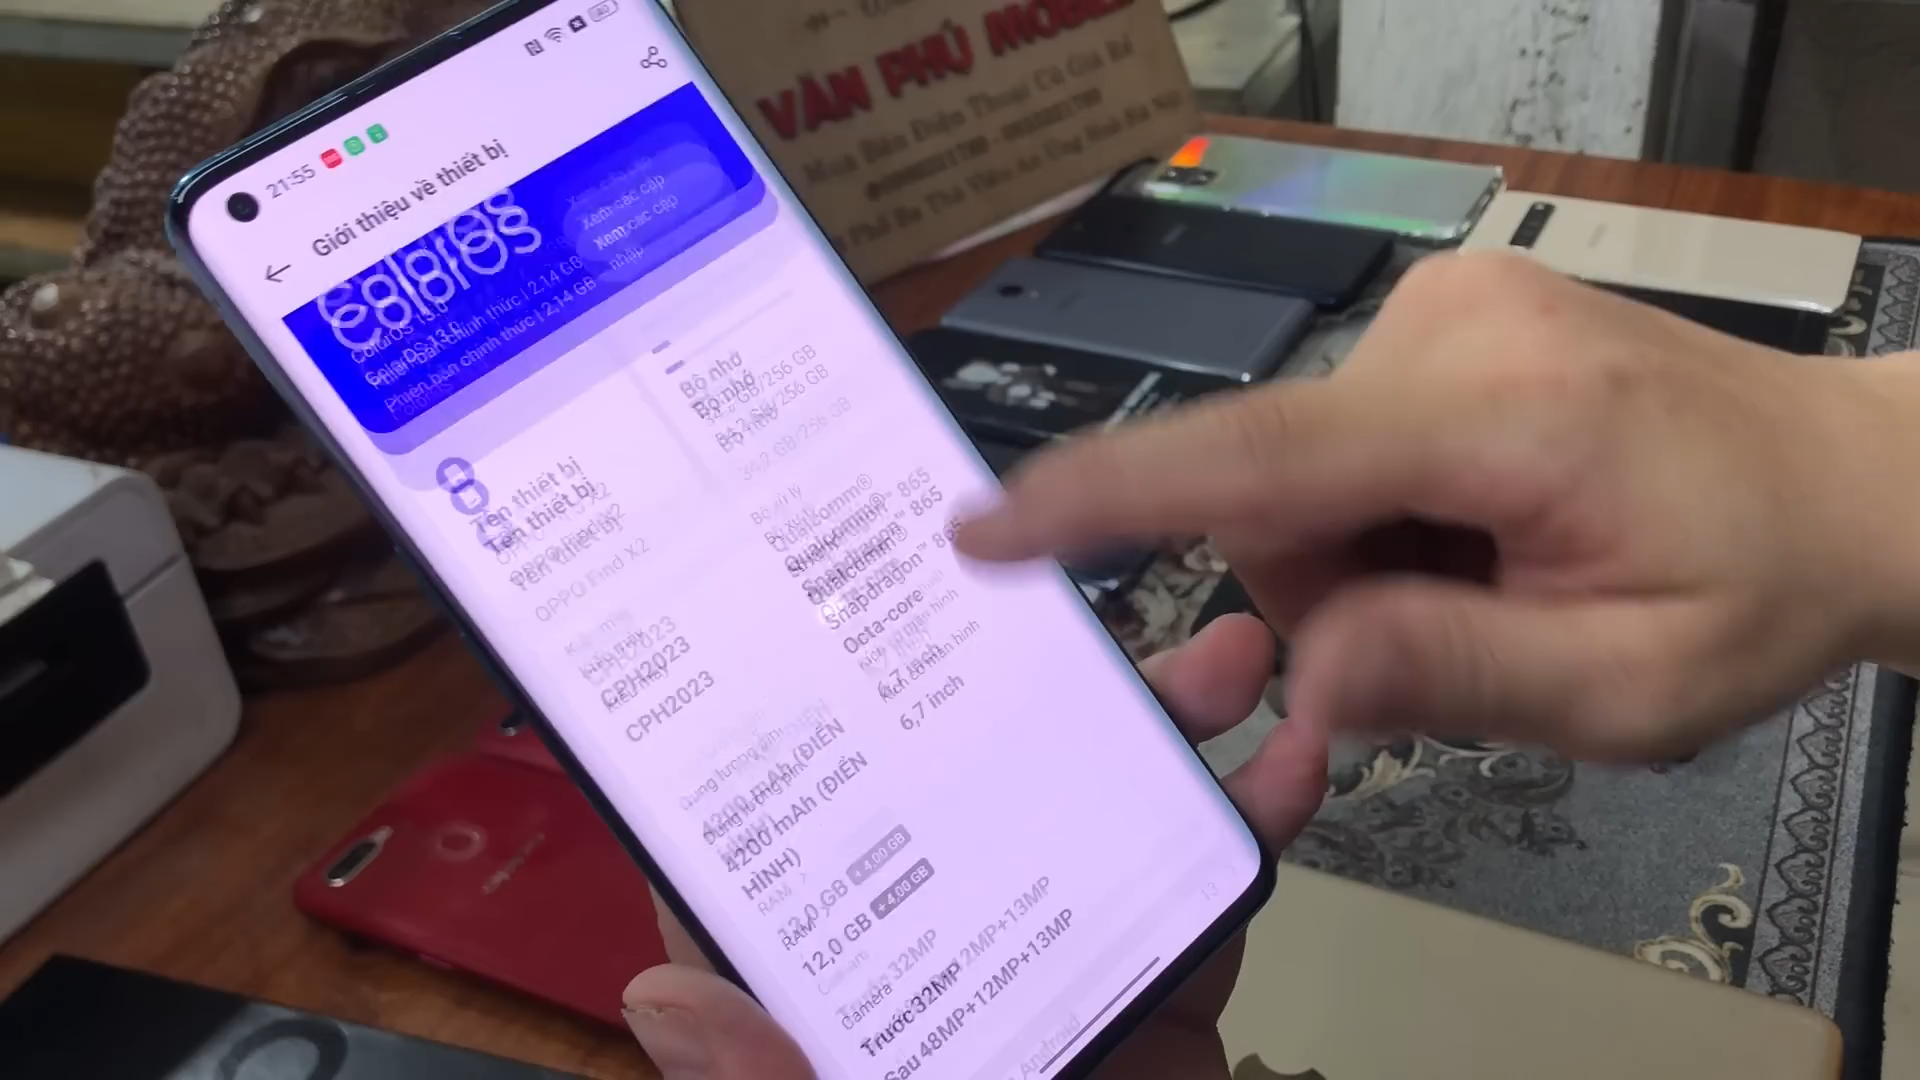 21:55
Giới thiệu về thiết bị
ColorOS
ColorOS 13.0
Phiên bản chính thức | 2,14 GB
Xem các cập nhập
Tên thiết bị
OPPO Find X2
Bộ nhớ
34,2 GB/256 GB
Kiểu máy
CPH2023
Bộ xử lý
Qualcomm®
Snapdragon™ 865
Octa-core
Dung lượng pin
4200 mAh (ĐIỂN
HÌNH)
Kích cỡ màn hình
6,7 inch
RAM
12,0 GB + 4,00 GB
Camera
Trước 32MP
Sau 48MP+12MP+13MP
Android
13
VĂN PHÚ MOBILE
Mua Bán Điện Thoại Cũ Giá Rẻ